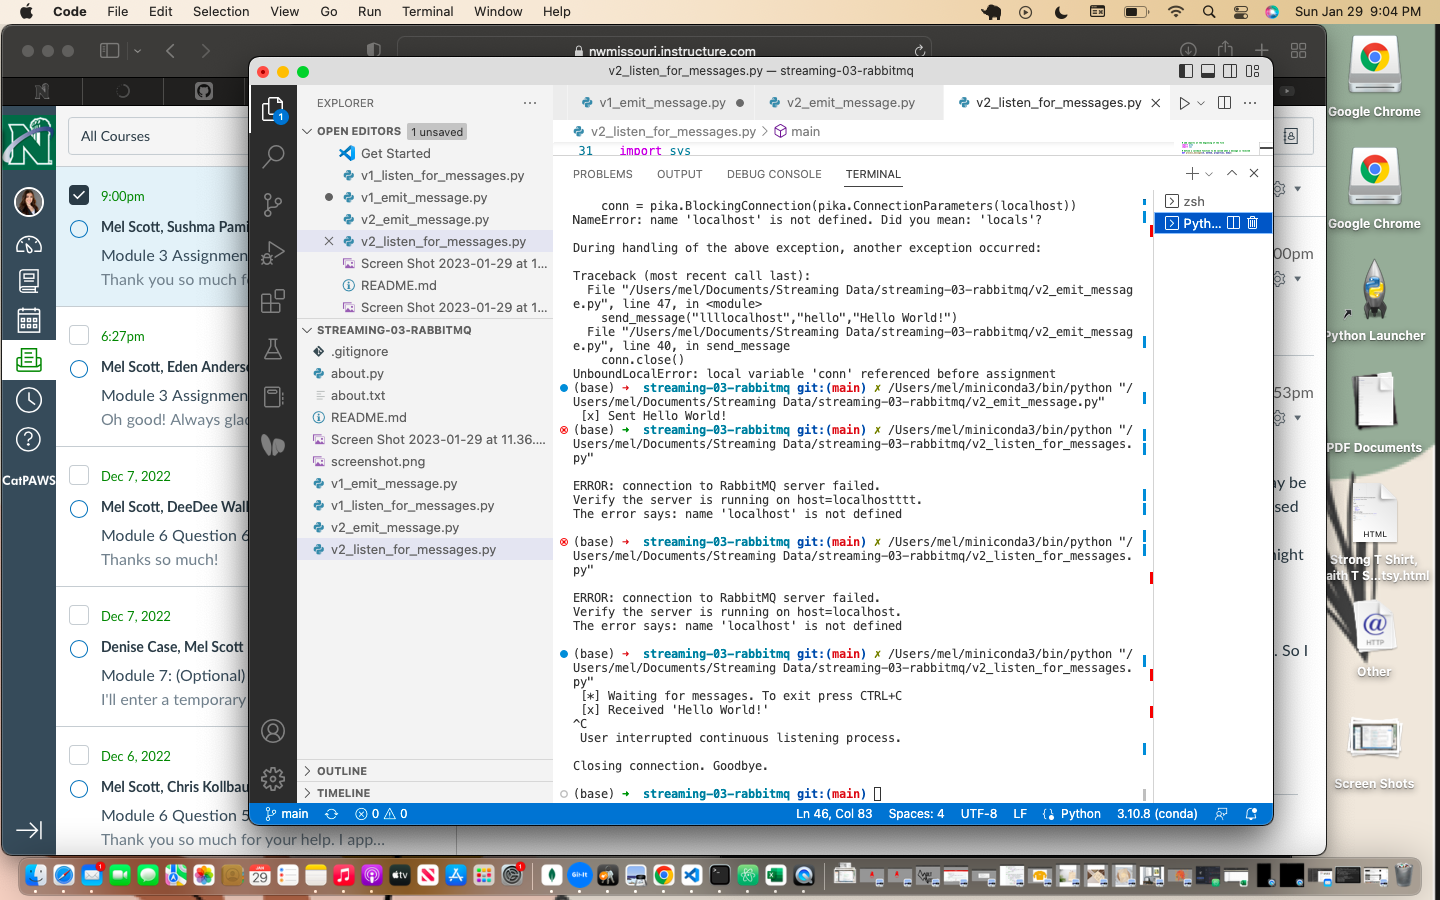 Code File Edit Selection View Go Run Terminal Window Help
Sun Jan 29 9:04 PM
nwmissouri.instructure.com
v2_listen_for_messages.py — streaming-03-rabbitmq
EXPLORER
OPEN EDITORS 1 unsaved
Get Started
v1_listen_for_messages.py
v1_emit_message.py
v2_emit_message.py
v2_listen_for_messages.py
Screen Shot 2023-01-29 at 1...
README.md
Screen Shot 2023-01-29 at 1...
STREAMING-03-RABBITMQ
.gitignore
about.py
about.txt
README.md
Screen Shot 2023-01-29 at 11.36....
screenshot.png
v1_emit_message.py
v1_listen_for_messages.py
v2_emit_message.py
v2_listen_for_messages.py
OUTLINE
TIMELINE
v1_emit_message.py
v2_emit_message.py
v2_listen_for_messages.py
v2_listen_for_messages.py > main
31 import sys
PROBLEMS OUTPUT DEBUG CONSOLE TERMINAL
zsh
Pyth...
conn = pika.BlockingConnection(pika.ConnectionParameters(localhost))
NameError: name 'localhost' is not defined. Did you mean: 'locals'?
During handling of the above exception, another exception occurred:
Traceback (most recent call last):
File "/Users/mel/Documents/Streaming Data/streaming-03-rabbitmq/v2_emit_messag
e.py", line 47, in <module>
send_message("llllocalhost","hello","Hello World!")
File "/Users/mel/Documents/Streaming Data/streaming-03-rabbitmq/v2_emit_messag
e.py", line 40, in send_message
conn.close()
UnboundLocalError: local variable 'conn' referenced before assignment
(base) ➜ streaming-03-rabbitmq git:(main) ✗ /Users/mel/miniconda3/bin/python "/
Users/mel/Documents/Streaming Data/streaming-03-rabbitmq/v2_emit_message.py"
[x] Sent Hello World!
(base) ➜ streaming-03-rabbitmq git:(main) ✗ /Users/mel/miniconda3/bin/python "/
Users/mel/Documents/Streaming Data/streaming-03-rabbitmq/v2_listen_for_messages.
py"
ERROR: connection to RabbitMQ server failed.
Verify the server is running on host=localhostttt.
The error says: name 'localhost' is not defined
(base) ➜ streaming-03-rabbitmq git:(main) ✗ /Users/mel/miniconda3/bin/python "/
Users/mel/Documents/Streaming Data/streaming-03-rabbitmq/v2_listen_for_messages.
py"
ERROR: connection to RabbitMQ server failed.
Verify the server is running on host=localhost.
The error says: name 'localhost' is not defined
(base) ➜ streaming-03-rabbitmq git:(main) ✗ /Users/mel/miniconda3/bin/python "/
Users/mel/Documents/Streaming Data/streaming-03-rabbitmq/v2_listen_for_messages.
py"
[*] Waiting for messages. To exit press CTRL+C
[x] Received 'Hello World!'
^C
User interrupted continuous listening process.
Closing connection. Goodbye.
(base) ➜ streaming-03-rabbitmq git:(main)
main 0 0 Ln 46, Col 83 Spaces: 4 UTF-8 LF Python 3.10.8 (conda)
All Courses
9:00pm
Mel Scott, Sushma Pami
Module 3 Assignmen
Thank you so much f
6:27pm
Mel Scott, Eden Anderse
Module 3 Assignmen
Oh good! Always glad
Dec 7, 2022
Mel Scott, DeeDee Wall
Module 6 Question 6
Thanks so much!
Dec 7, 2022
Denise Case, Mel Scott
Module 7: (Optional)
I'll enter a temporary
Dec 6, 2022
Mel Scott, Chris Kollbau
Module 6 Question 5
Thank you so much for your help. I app...
CatPAWS
00pm
53pm
ay be
sed
night
. So I
Google Chrome
Google Chrome
Python Launcher
PDF Documents
HTML
Strong T Shirt,
aith T S...tsy.html
HTTP
Other
Screen Shots
JAN
29
Git-it